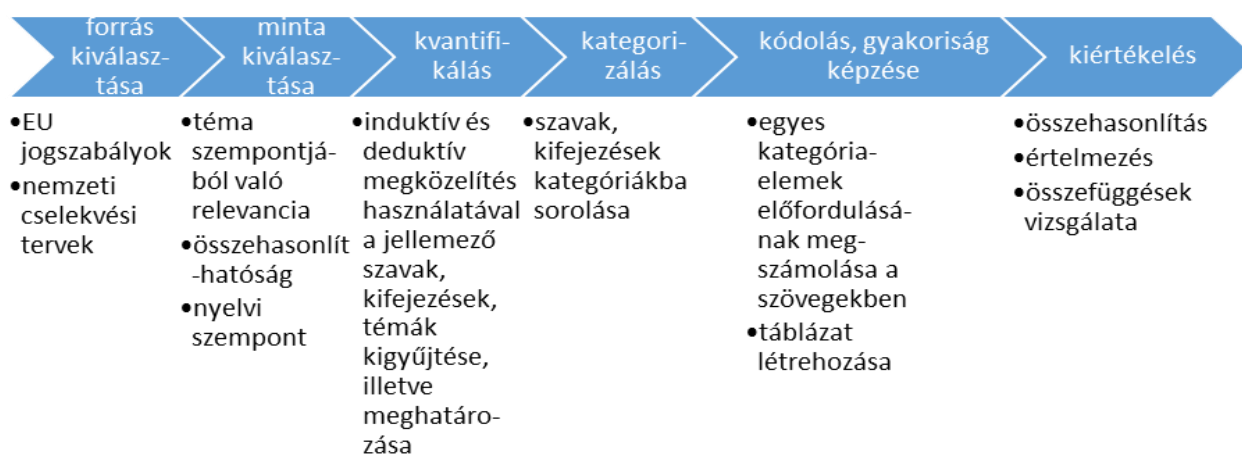 forrás
kiválasz-
tása
minta
kiválasz-
tása
kvantifi-
kálás
kategori-
zálás
kódolás, gyakoriság
képzése
kiértékelés
•EU
jogszabályok
•nemzeti
cselekvési
tervek
•téma
szempontjá-
ból való
relevancia
•összehasonlít
-hatóság
•nyelvi
szempont
•induktív és
deduktív
megközelítés
használatával
a jellemező
szavak,
kifejezések,
témák
kigyűjtése,
illetve
meghatáro-
zása
•szavak,
kifejezések
kategóriákba
sorolása
•egyes
kategória-
elemek
előfordulásá-
nak meg-
számolása a
szövegekben
•táblázat
létrehozása
•összehasonlítás
•értelmezés
•összefüggések
vizsgálata